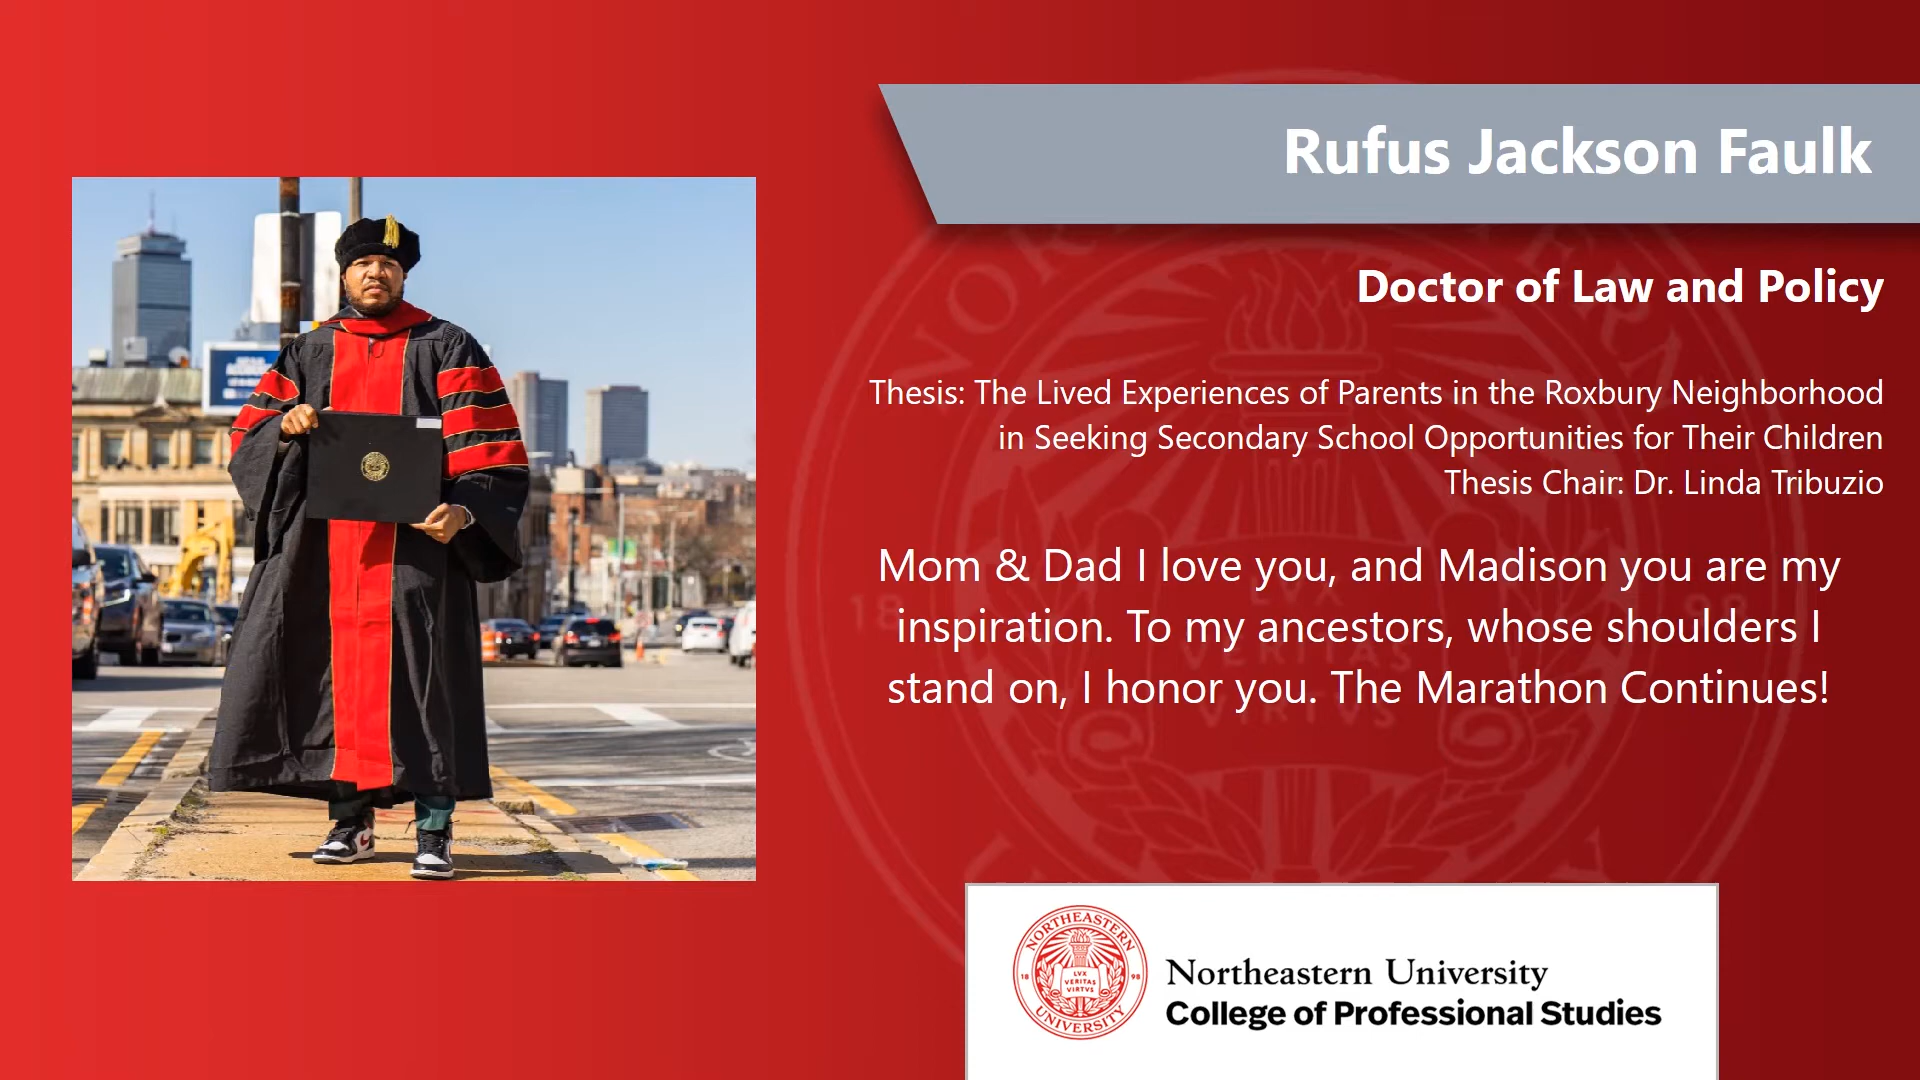 Rufus Jackson Faulk
Doctor of Law and Policy
Thesis: The Lived Experiences of Parents in the Roxbury Neighborhood
in Seeking Secondary School Opportunities for Their Children
Thesis Chair: Dr. Linda Tribuzio
Mom & Dad I love you, and Madison you are my
inspiration. To my ancestors, whose shoulders I
stand on, I honor you. The Marathon Continues!
NORTHEASTERN
18 98
LVX
VERITAS
VIRTVS
UNIVERSITY
Northeastern University
College of Professional Studies